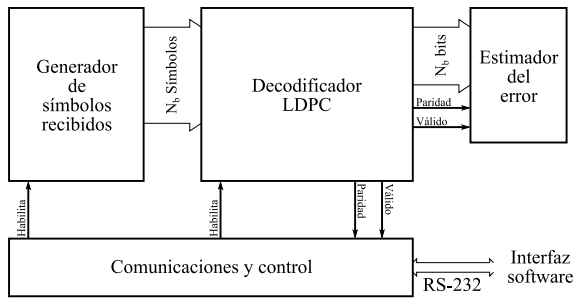 Generador
de
símbolos
recibidos
N_b Símbolos
Decodificador
LDPC
N_b bits
Paridad
Válido
Estimador
del
error
Habilita
Habilita
Paridad
Válido
Comunicaciones y control
RS-232
Interfaz
software